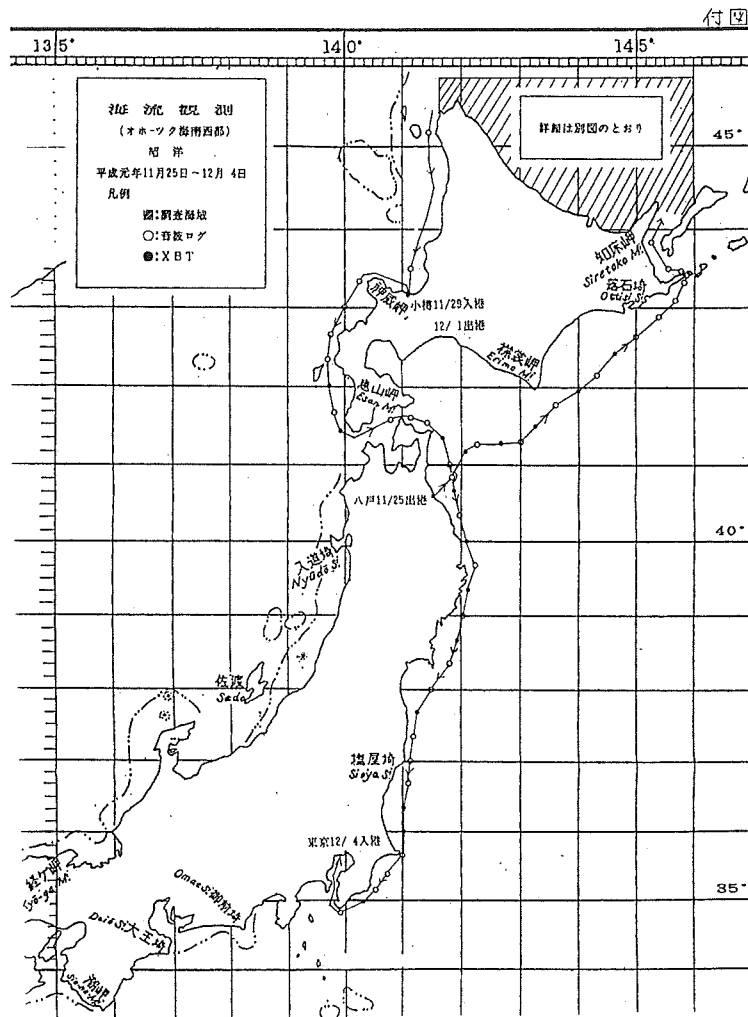 付図
135°
140°
145°
海流観測
(オホーツク海南西部)
昭洋
平成元年11月25日~12月4日
凡例
▨:調査海域
○:音波ログ
●:XBT
詳細は別図のとおり
45°
知床岬
Siretoko M.
落石埼
Ottisi S.
神威岬
小樽11/29入港
12/1出港
襟裳岬
Erimo M.
恵山岬
Esan M.
八戸11/25出港
40°
入道埼
Nyūdō S.
佐渡
Sado
塩屋埼
Sioya S.
東京12/4入港
経ケ岬
Kyō-ga M.
Omae S. 御前埼
35°
Daiō S. 大王埼
潮岬